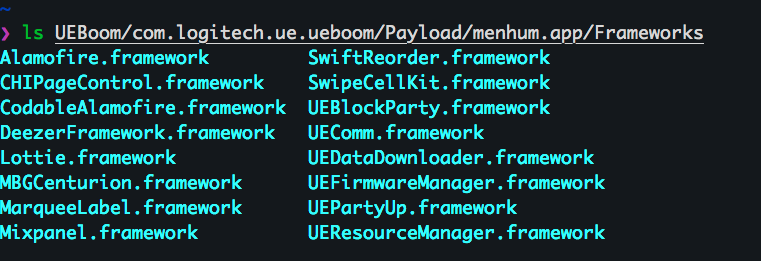 ~
❯ ls UEBoom/com.logitech.ue.ueboom/Payload/menhum.app/Frameworks
Alamofire.framework SwiftReorder.framework
CHIPageControl.framework SwipeCellKit.framework
CodableAlamofire.framework UEBlockParty.framework
DeezerFramework.framework UEComm.framework
Lottie.framework UEDataDownloader.framework
MBGCenturion.framework UEFirmwareManager.framework
MarqueeLabel.framework UEPartyUp.framework
Mixpanel.framework UEResourceManager.framework